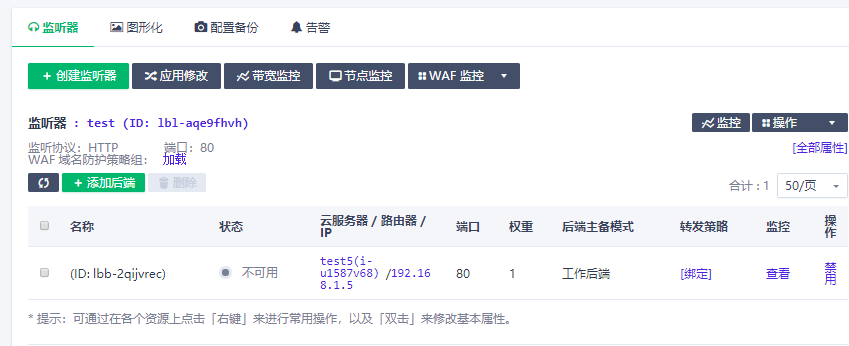 监听器 图形化 配置备份 告警
+ 创建监听器 应用修改 带宽监控 节点监控 WAF 监控
监听器 : test (ID: lbl-aqe9fhvh) 监控 操作
监听协议: HTTP 端口: 80 [全部属性]
WAF 域名防护策略组: 加载
+ 添加后端 删除 合计 : 1 50/页
名称 状态 云服务器 / 路由器 / IP 端口 权重 后端主备模式 转发策略 监控 操作
(ID: lbb-2qijvrec) 不可用 test5(i-u1587v68) /192.168.1.5 80 1 工作后端 [绑定] 查看 禁用
* 提示: 可通过在各个资源上点击「右键」来进行常用操作，以及「双击」来修改基本属性。